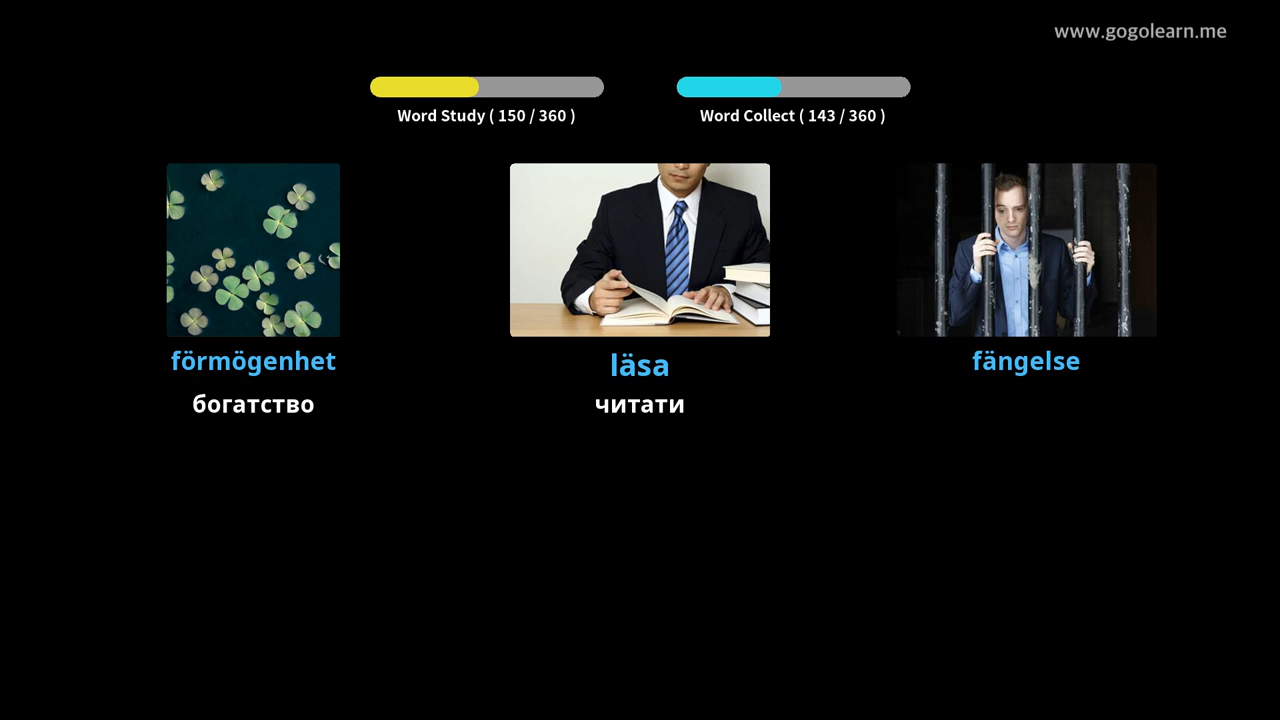 www.gogolearn.me
Word Study ( 150 / 360 )
Word Collect ( 143 / 360 )
förmögenhet
läsa
fängelse
богатство
читати